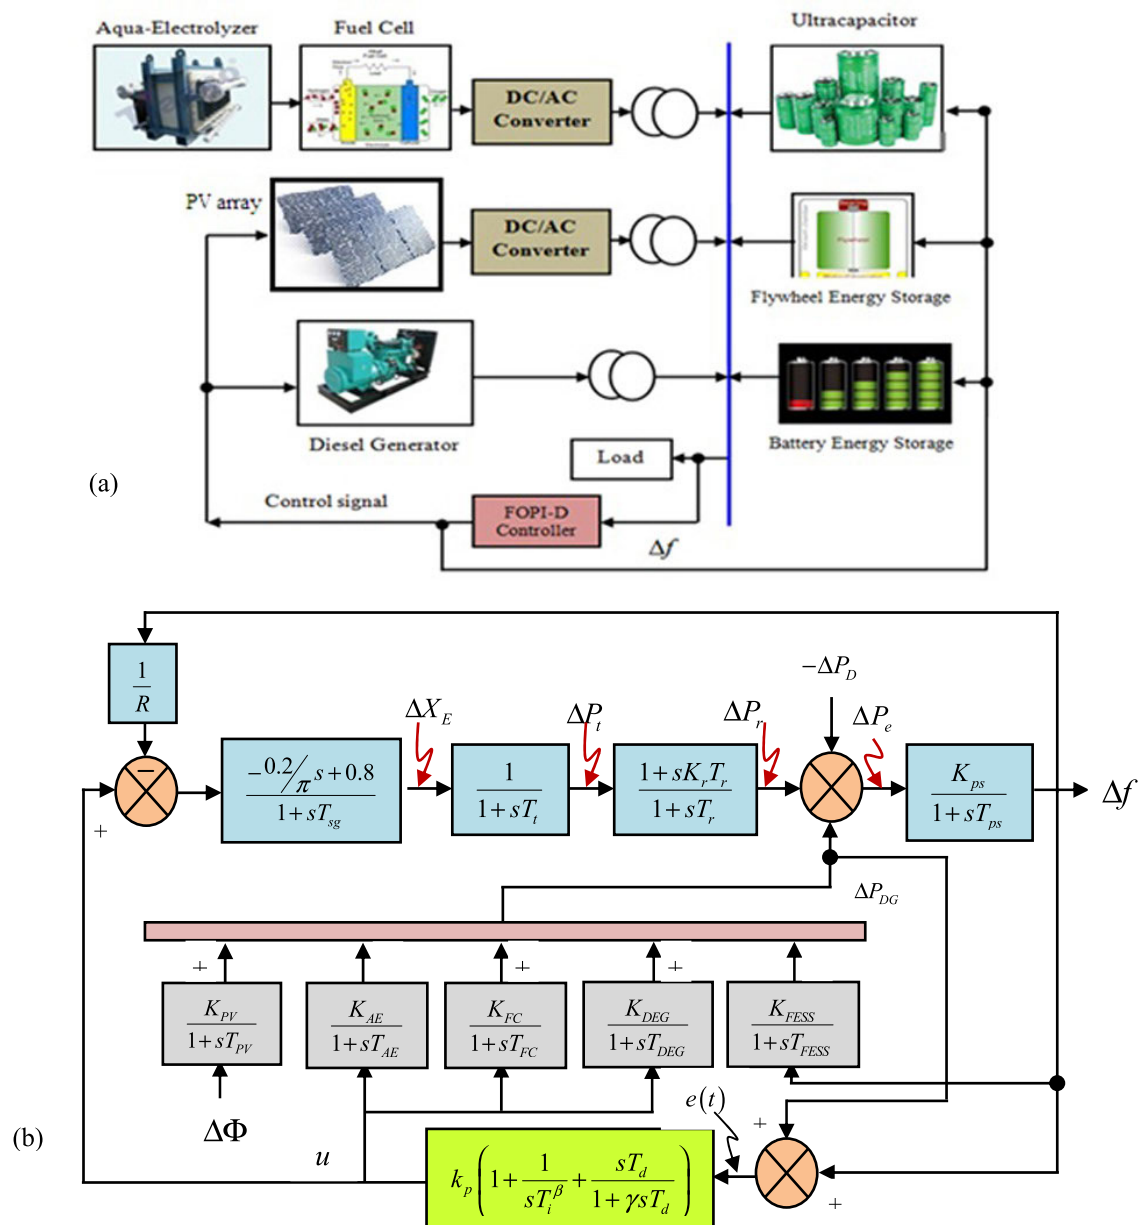 Aqua-Electrolyzer
Fuel Cell
Ultracapacitor
DC/AC
Converter
PV array
DC/AC
Converter
Flywheel
Flywheel Energy Storage
Diesel Generator
Battery Energy Storage
Load
(a)
Control signal
FOPI-D
Controller
Δf
1/R
−ΔP_D
ΔX_E
ΔP_t
ΔP_r
ΔP_e
−
+
(−0.2/π s + 0.8)/(1 + sT_sg)
1/(1 + sT_t)
(1 + sK_rT_r)/(1 + sT_r)
K_ps/(1 + sT_ps)
Δf
ΔP_DG
+ + +
K_PV/(1 + sT_PV)
K_AE/(1 + sT_AE)
K_FC/(1 + sT_FC)
K_DEG/(1 + sT_DEG)
K_FESS/(1 + sT_FESS)
ΔΦ
e(t)
+
(b)
u
k_p(1 + 1/(sT_i^β) + sT_d/(1 + γsT_d))
+